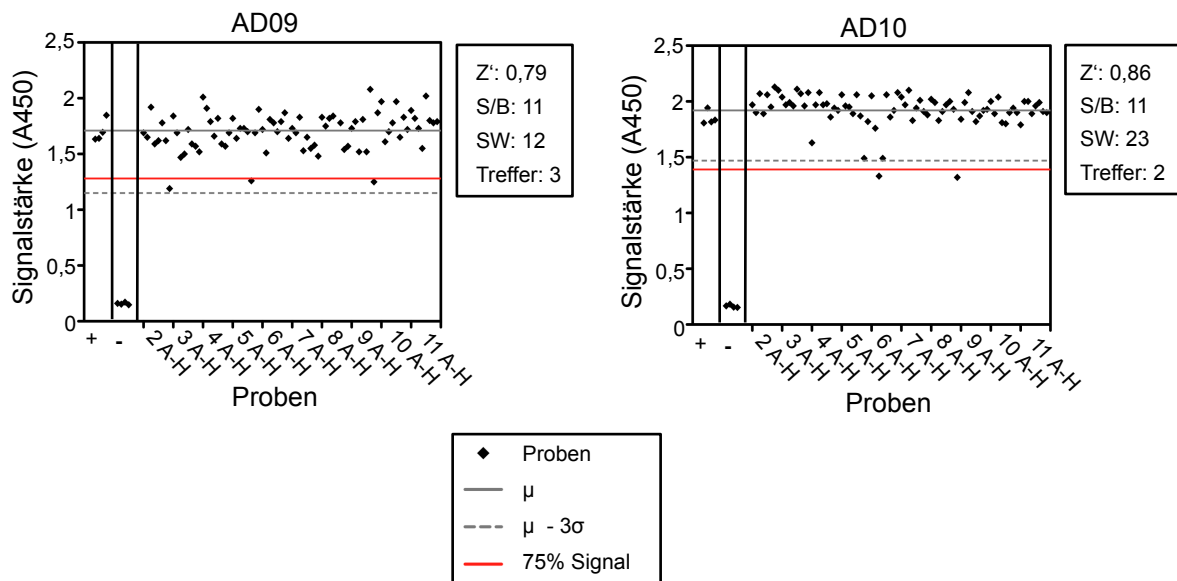 AD09
Signalstärke (A450)
2,5
2
1,5
1
0,5
0
+
-
2 A-H
3 A-H
4 A-H
5 A-H
6 A-H
7 A-H
8 A-H
9 A-H
10 A-H
11 A-H
Proben
Z‘: 0,79
S/B: 11
SW: 12
Treffer: 3
AD10
Signalstärke (A450)
2,5
2
1,5
1
0,5
0
+
-
2 A-H
3 A-H
4 A-H
5 A-H
6 A-H
7 A-H
8 A-H
9 A-H
10 A-H
11 A-H
Proben
Z‘: 0,86
S/B: 11
SW: 23
Treffer: 2
Proben
μ
μ - 3σ
75% Signal